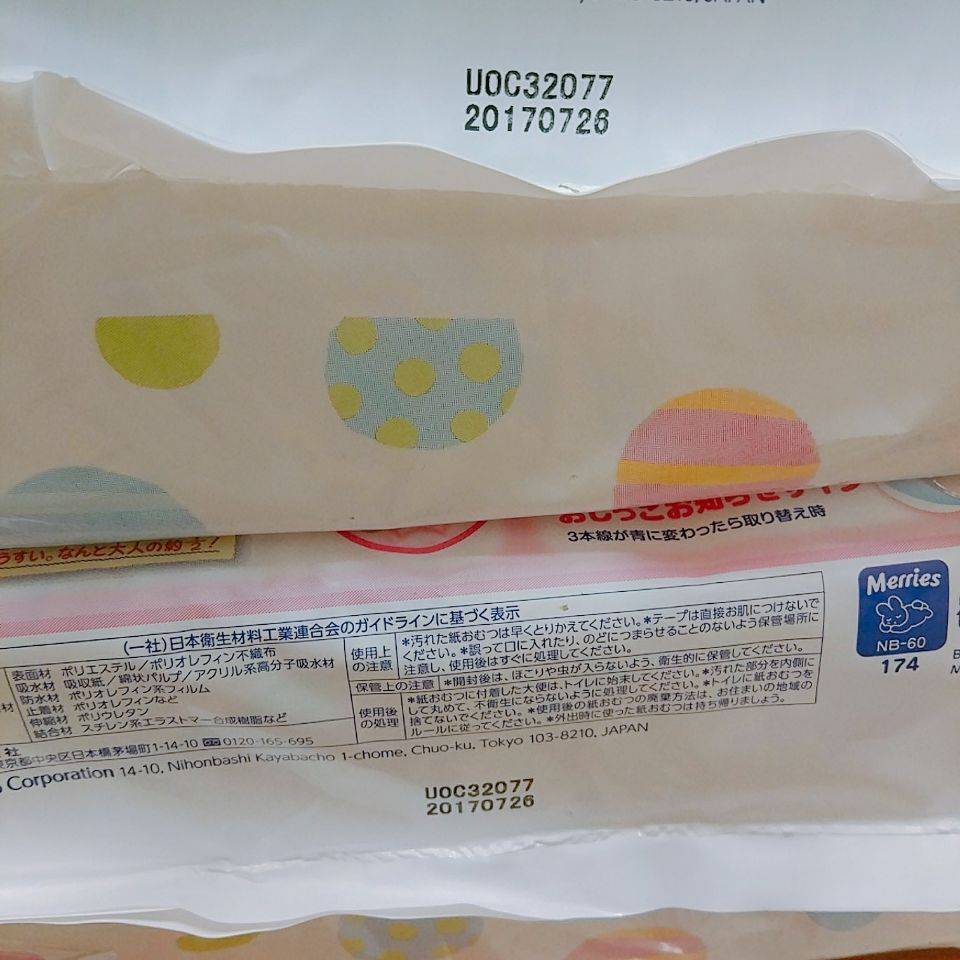 JAPAN
U0C32077
20170726
うすい。なんと大人の約½!
おしっこお知らせサイン
3本線が青に変わったら取り替え時
Merries
NB-60
174
(一社)日本衛生材料工業連合会のガイドラインに基づく表示
表面材 ポリエステル/ポリオレフィン不織布
吸水材 吸収紙/綿状パルプ/アクリル系高分子吸水材
防水材 ポリオレフィン系フィルム
止着材 ポリオレフィンなど
伸縮材 ポリウレタン
結合材 スチレン系エラストマー合成樹脂など
使用上の注意
*汚れた紙おむつは早くとりかえてください。*テープは直接お肌につけないで
ください。*誤って口に入れたり、のどにつまらせることのないよう保管場所に
注意し、使用後はすぐに処理してください。
保管上の注意 *開封後は、ほこりや虫が入らないよう、衛生的に保管してください。
使用後の処理
*紙おむつに付着した大便は、トイレに始末してください。*汚れた部分を内側に
して丸めて、不衛生にならないように処理してください。*トイレに紙おむつを
捨てないでください。*使用後の紙おむつの廃棄方法は、お住まいの地域の
ルールに従ってください。*外出時に使った紙おむつは持ち帰りましょう。
社
東京都中央区日本橋茅場町1-14-10 0120-165-695
Corporation 14-10, Nihonbashi Kayabacho 1-chome, Chuo-ku, Tokyo 103-8210, JAPAN
U0C32077
20170726